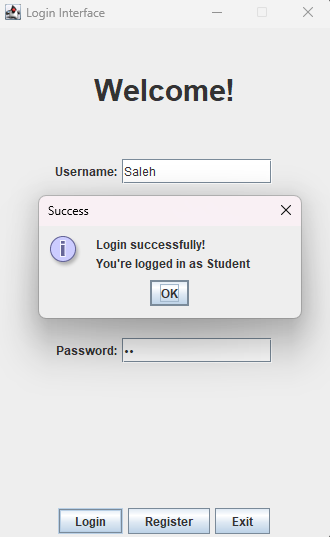 Login Interface
Welcome!
Username: Saleh
Success
Login successfully!
You're logged in as Student
OK
Password: ••
Login Register Exit